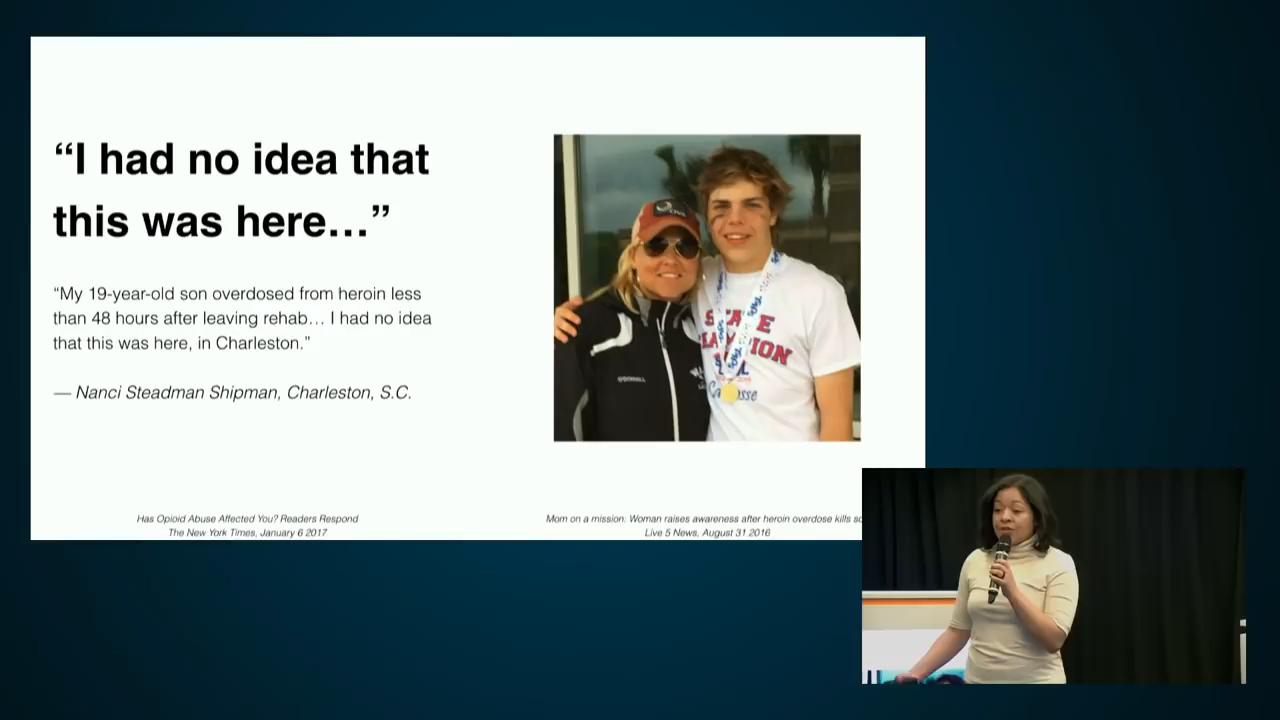 “I had no idea that
this was here…”
“My 19-year-old son overdosed from heroin less
than 48 hours after leaving rehab… I had no idea
that this was here, in Charleston.”
— Nanci Steadman Shipman, Charleston, S.C.
Has Opioid Abuse Affected You? Readers Respond
The New York Times, January 6 2017
Mom on a mission: Woman raises awareness after heroin overdose kills
Live 5 News, August 31 2016
STATE
CHAMPION